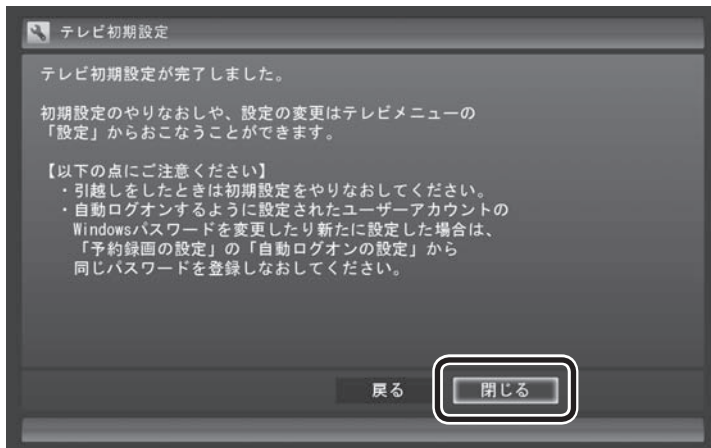 テレビ初期設定
テレビ初期設定が完了しました。
初期設定のやりなおしや、設定の変更はテレビメニューの
「設定」からおこなうことができます。
【以下の点にご注意ください】
・引越しをしたときは初期設定をやりなおしてください。
・自動ログオンするように設定されたユーザーアカウントの
Windowsパスワードを変更したり新たに設定した場合は、
「予約録画の設定」の「自動ログオンの設定」から
同じパスワードを登録しなおしてください。
戻る 閉じる